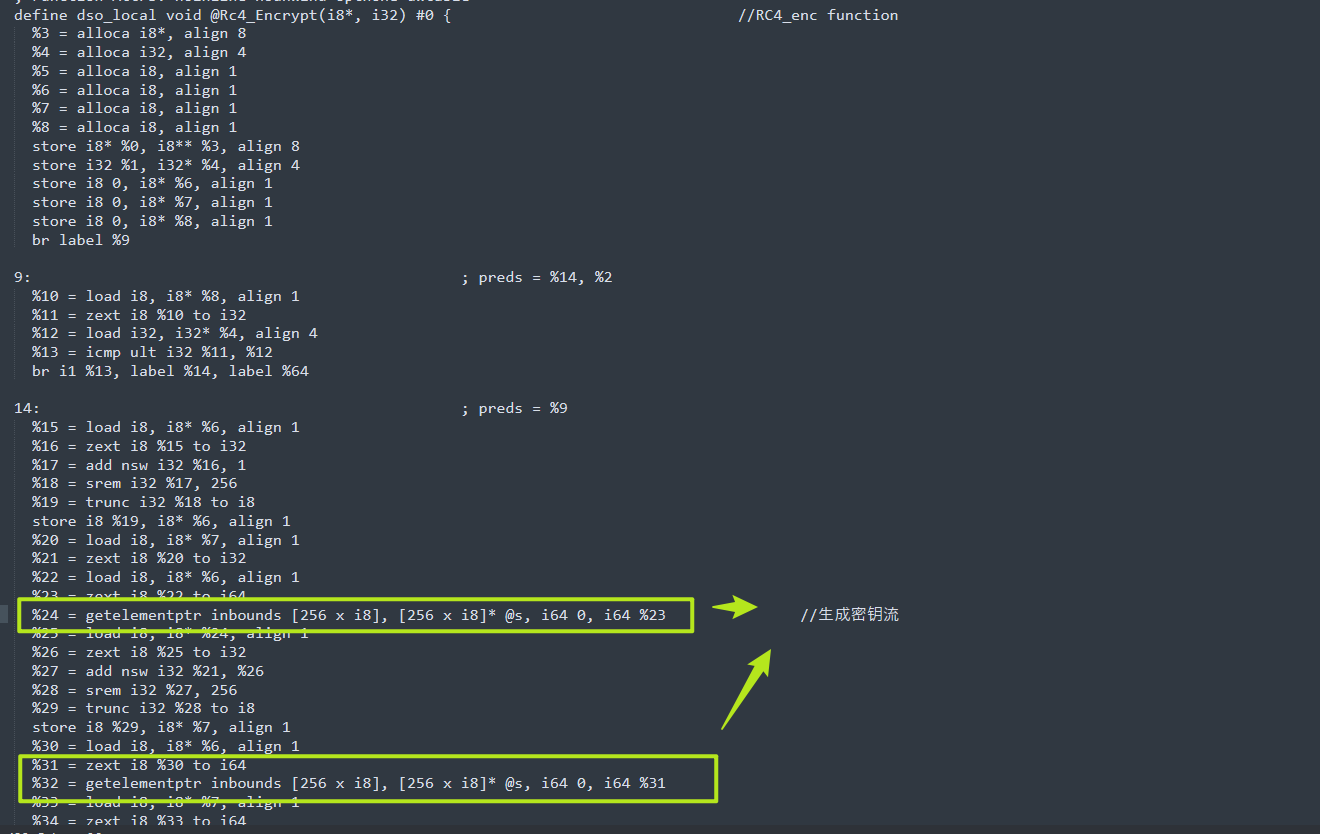 define dso_local void @Rc4_Encrypt(i8*, i32) #0 { //RC4_enc function
%3 = alloca i8*, align 8
%4 = alloca i32, align 4
%5 = alloca i8, align 1
%6 = alloca i8, align 1
%7 = alloca i8, align 1
%8 = alloca i8, align 1
store i8* %0, i8** %3, align 8
store i32 %1, i32* %4, align 4
store i8 0, i8* %6, align 1
store i8 0, i8* %7, align 1
store i8 0, i8* %8, align 1
br label %9
9: ; preds = %14, %2
%10 = load i8, i8* %8, align 1
%11 = zext i8 %10 to i32
%12 = load i32, i32* %4, align 4
%13 = icmp ult i32 %11, %12
br i1 %13, label %14, label %64
14: ; preds = %9
%15 = load i8, i8* %6, align 1
%16 = zext i8 %15 to i32
%17 = add nsw i32 %16, 1
%18 = srem i32 %17, 256
%19 = trunc i32 %18 to i8
store i8 %19, i8* %6, align 1
%20 = load i8, i8* %7, align 1
%21 = zext i8 %20 to i32
%22 = load i8, i8* %6, align 1
%23 = zext i8 %22 to i64
%24 = getelementptr inbounds [256 x i8], [256 x i8]* @s, i64 0, i64 %23 //生成密钥流
%25 = load i8, i8* %24, align 1
%26 = zext i8 %25 to i32
%27 = add nsw i32 %21, %26
%28 = srem i32 %27, 256
%29 = trunc i32 %28 to i8
store i8 %29, i8* %7, align 1
%30 = load i8, i8* %6, align 1
%31 = zext i8 %30 to i64
%32 = getelementptr inbounds [256 x i8], [256 x i8]* @s, i64 0, i64 %31
%33 = load i8, i8* %7, align 1
%34 = zext i8 %33 to i64